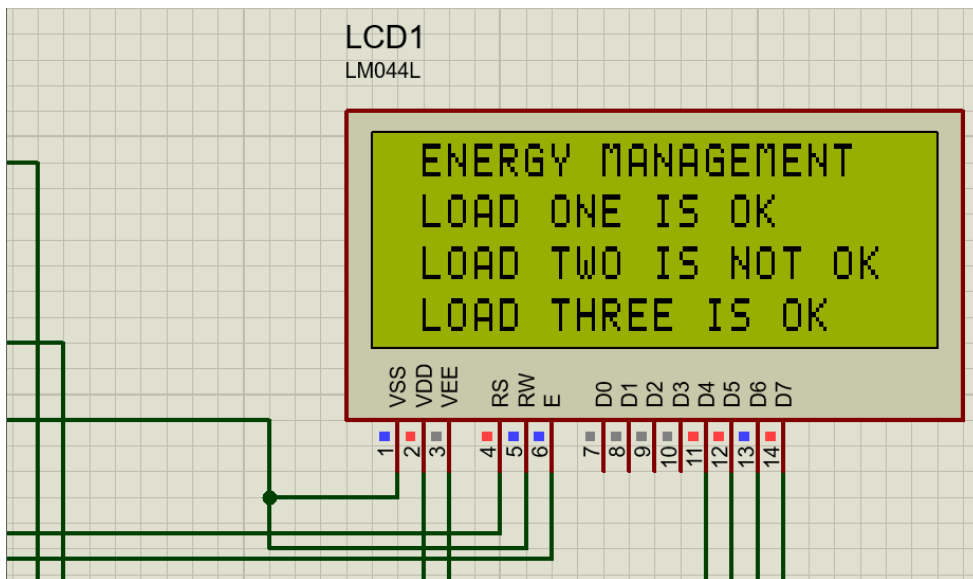 LCD1
LM044L
ENERGY MANAGEMENT
LOAD ONE IS OK
LOAD TWO IS NOT OK
LOAD THREE IS OK
VSS VDD VEE RS RW E D0 D1 D2 D3 D4 D5 D6 D7
1 2 3 4 5 6 7 8 9 10 11 12 13 14